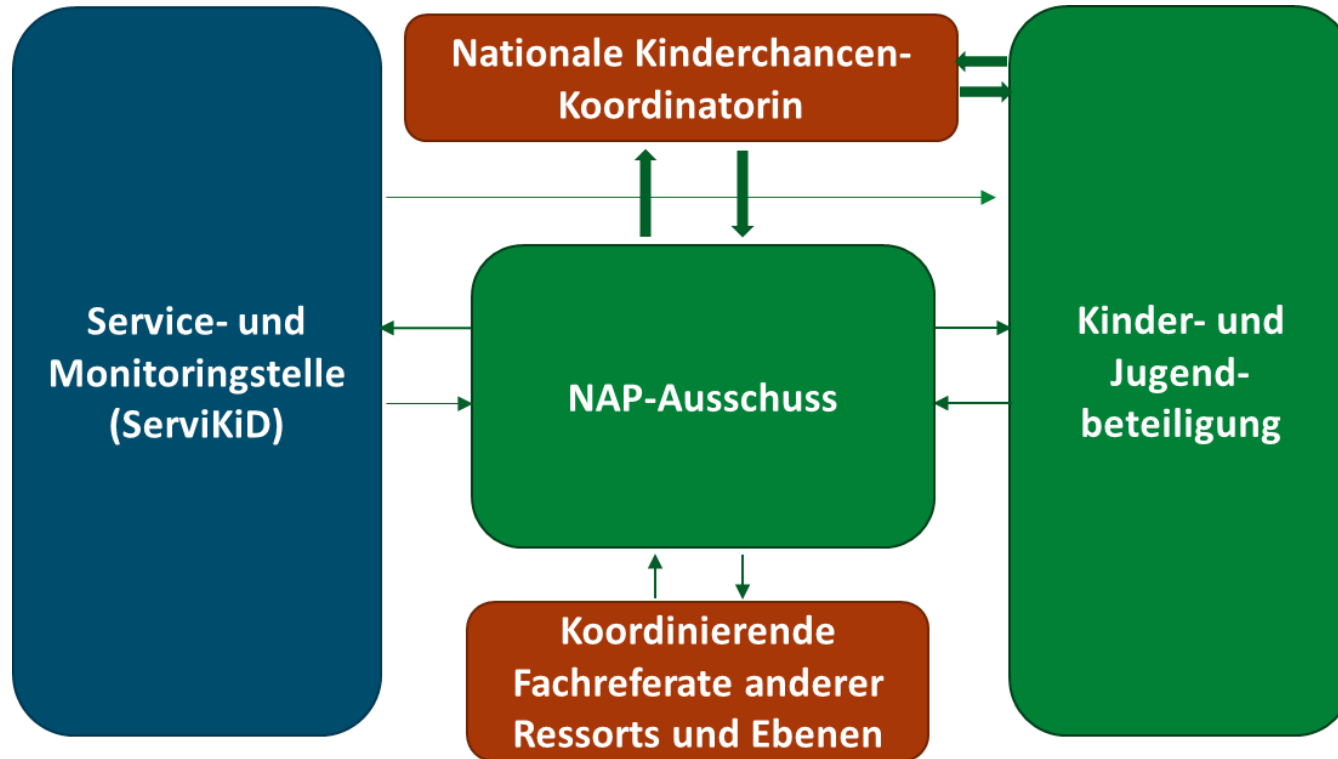 Nationale Kinderchancen-
Koordinatorin
Service- und
Monitoringstelle
(ServiKiD)
NAP-Ausschuss
Kinder- und
Jugend-
beteiligung
Koordinierende
Fachreferate anderer
Ressorts und Ebenen